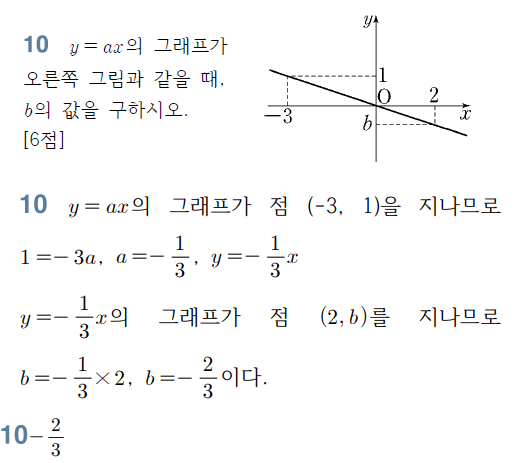 10 y=ax의 그래프가
오른쪽 그림과 같을 때,
b의 값을 구하시오.
[6점]
y
1
O
2
-3
b
x
10 y=ax의 그래프가 점 (-3, 1)을 지나므로
1=-3a, a=-1/3, y=-1/3x
y=-1/3x의 그래프가 점 (2, b)를 지나므로
b=-1/3×2, b=-2/3이다.
10-2/3